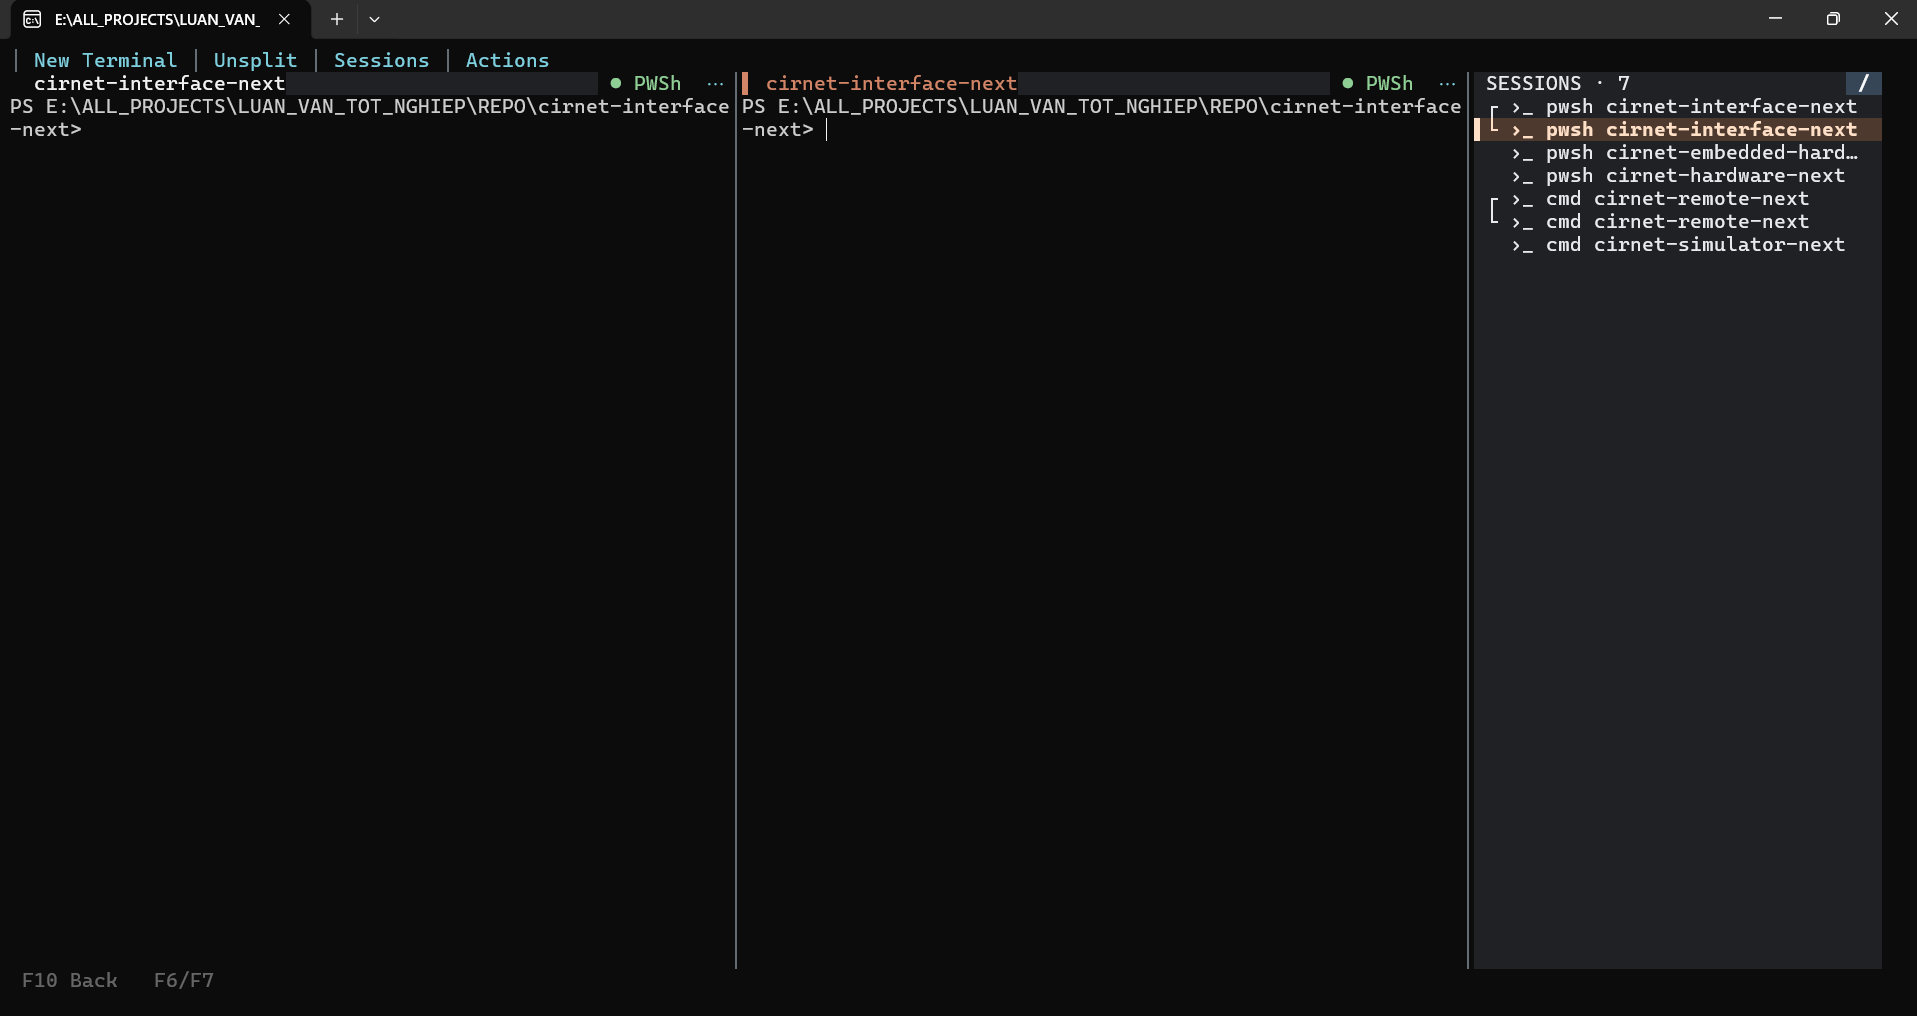 E:\ALL_PROJECTS\LUAN_VAN_
│ New Terminal │ Unsplit │ Sessions │ Actions
cirnet-interface-next ● PWSh ···
PS E:\ALL_PROJECTS\LUAN_VAN_TOT_NGHIEP\REPO\cirnet-interface
-next>
cirnet-interface-next ● PWSh ···
PS E:\ALL_PROJECTS\LUAN_VAN_TOT_NGHIEP\REPO\cirnet-interface
-next>
SESSIONS · 7 /
›_ pwsh cirnet-interface-next
›_ pwsh cirnet-interface-next
›_ pwsh cirnet-embedded-hard…
›_ pwsh cirnet-hardware-next
›_ cmd cirnet-remote-next
›_ cmd cirnet-remote-next
›_ cmd cirnet-simulator-next
F10 Back F6/F7